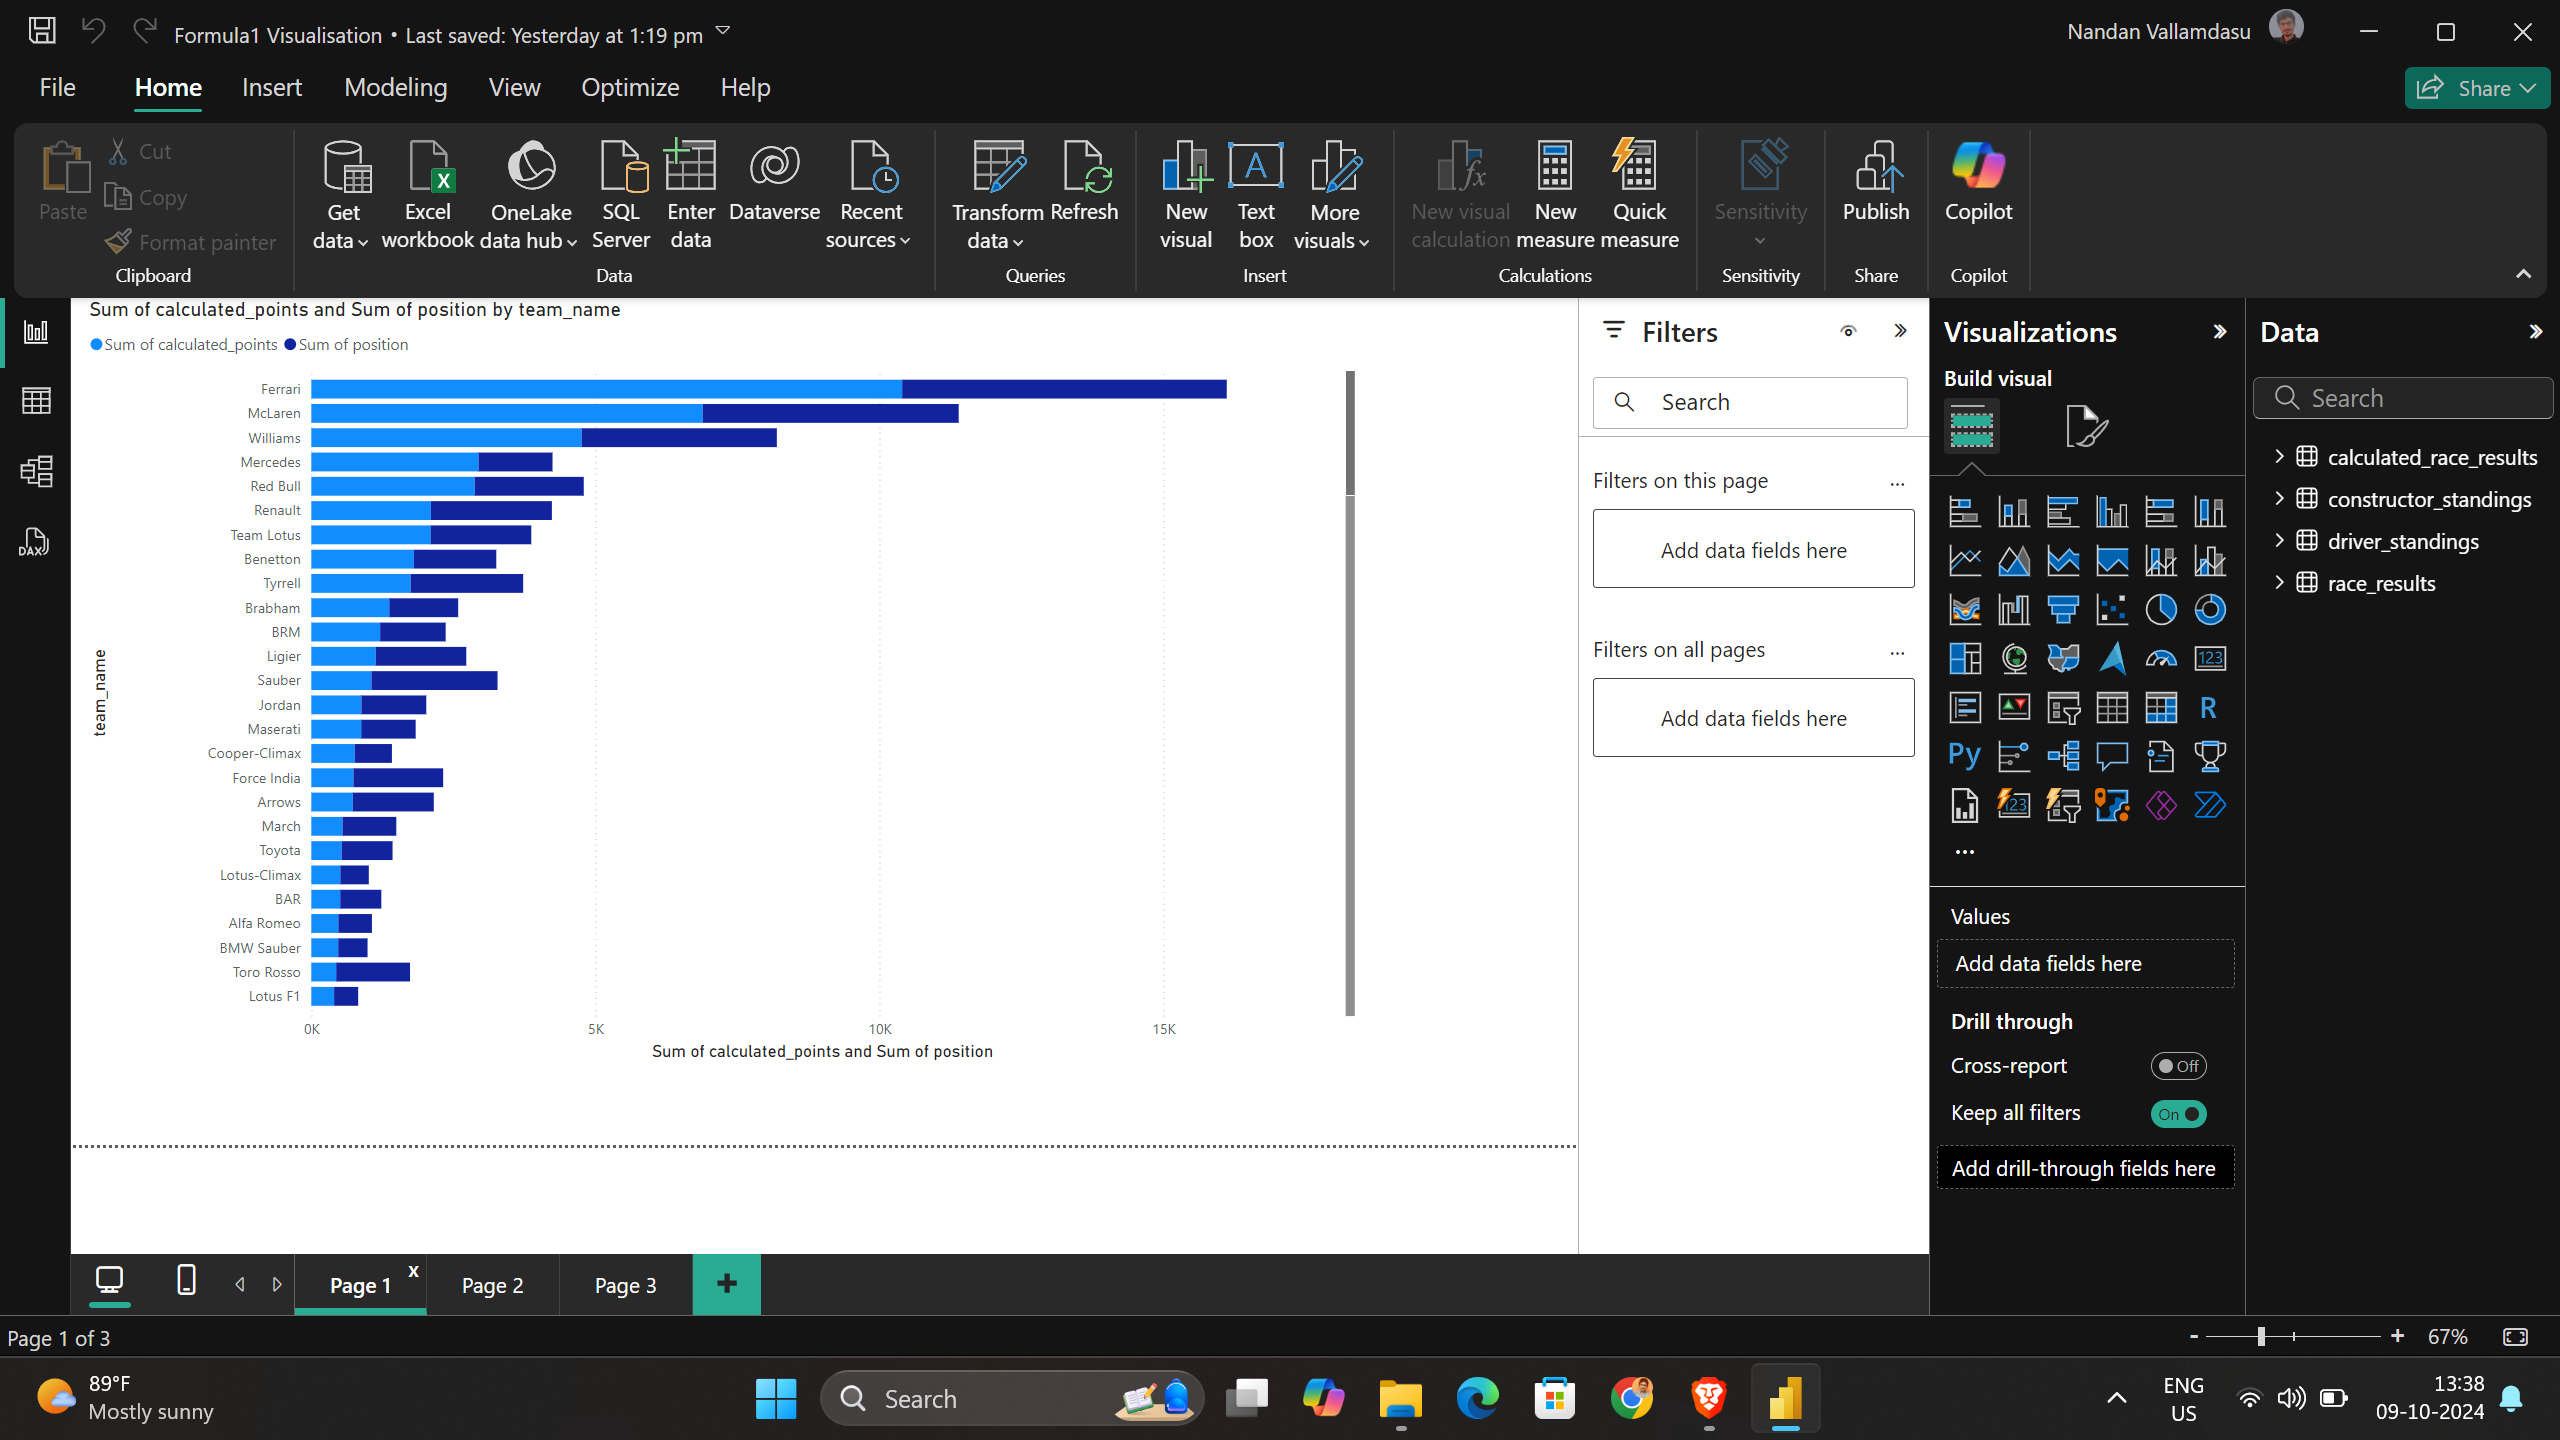 Formula1 Visualisation • Last saved: Yesterday at 1:19 pm
Nandan Vallamdasu
File Home Insert Modeling View Optimize Help
Share
Paste
Cut
Copy
Format painter
Clipboard
Get data
Excel workbook
OneLake data hub
SQL Server
Enter data
Dataverse
Recent sources
Data
Transform data
Refresh
Queries
New visual
Text box
More visuals
Insert
New visual calculation
New measure
Quick measure
Calculations
Sensitivity
Sensitivity
Publish
Share
Copilot
Copilot
DAX
Sum of calculated_points and Sum of position by team_name
Sum of calculated_points Sum of position
team_name
Ferrari
McLaren
Williams
Mercedes
Red Bull
Renault
Team Lotus
Benetton
Tyrrell
Brabham
BRM
Ligier
Sauber
Jordan
Maserati
Cooper-Climax
Force India
Arrows
March
Toyota
Lotus-Climax
BAR
Alfa Romeo
BMW Sauber
Toro Rosso
Lotus F1
0K 5K 10K 15K
Sum of calculated_points and Sum of position
Filters
Search
Filters on this page ...
Add data fields here
Filters on all pages ...
Add data fields here
Visualizations
Build visual
123
R
Py
123
...
Values
Add data fields here
Drill through
Cross-report Off
Keep all filters On
Add drill-through fields here
Data
Search
calculated_race_results
constructor_standings
driver_standings
race_results
Page 1 x
Page 2
Page 3
+
Page 1 of 3
- + 67%
89°F
Mostly sunny
Search
ENG
US
13:38
09-10-2024